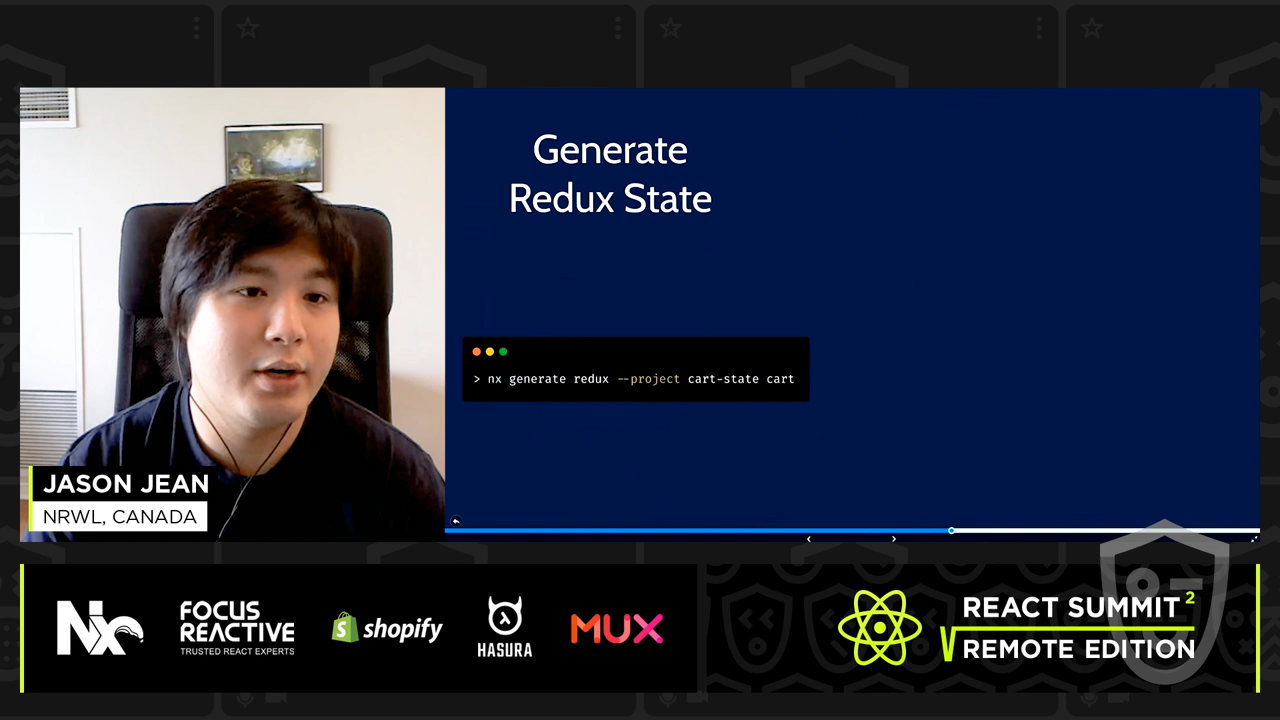 Generate
Redux State
> nx generate redux --project cart-state cart
JASON JEAN
NRWL, CANADA
Nx
FOCUS
REACTIVE
TRUSTED REACT EXPERTS
shopify
HASURA
MUX
REACT SUMMIT 2
REMOTE EDITION